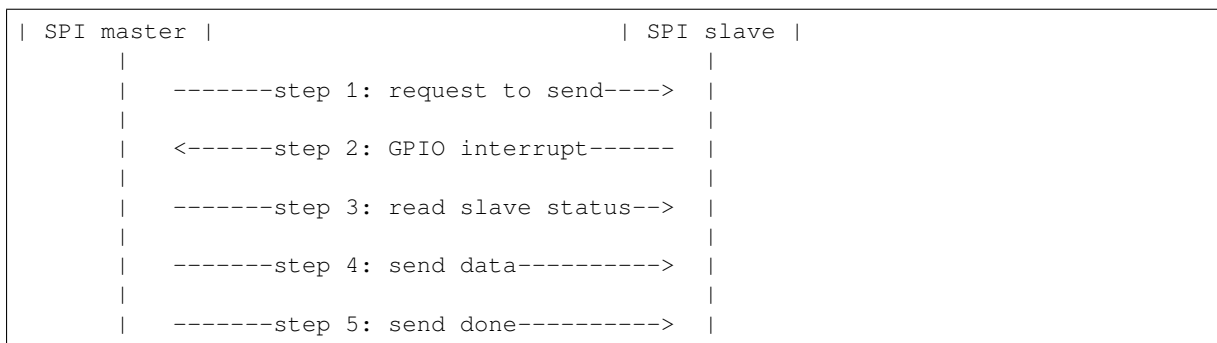 | SPI master |                                  | SPI slave |
       |                                                |
       |   -------step 1: request to send---->  |
       |                                                |
       |   <------step 2: GPIO interrupt------  |
       |                                                |
       |   -------step 3: read slave status-->  |
       |                                                |
       |   -------step 4: send data---------->  |
       |                                                |
       |   -------step 5: send done---------->  |